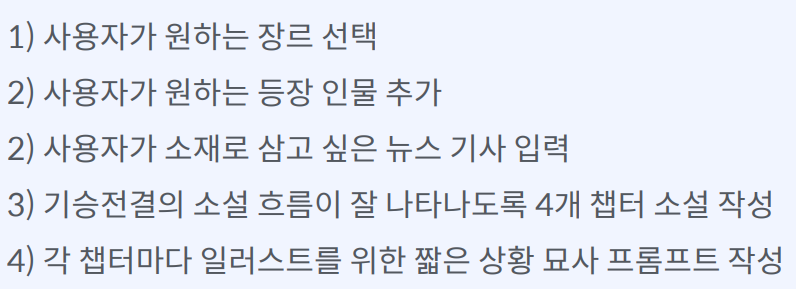 1) 사용자가 원하는 장르 선택
2) 사용자가 원하는 등장 인물 추가
2) 사용자가 소재로 삼고 싶은 뉴스 기사 입력
3) 기승전결의 소설 흐름이 잘 나타나도록 4개 챕터 소설 작성
4) 각 챕터마다 일러스트를 위한 짧은 상황 묘사 프롬프트 작성